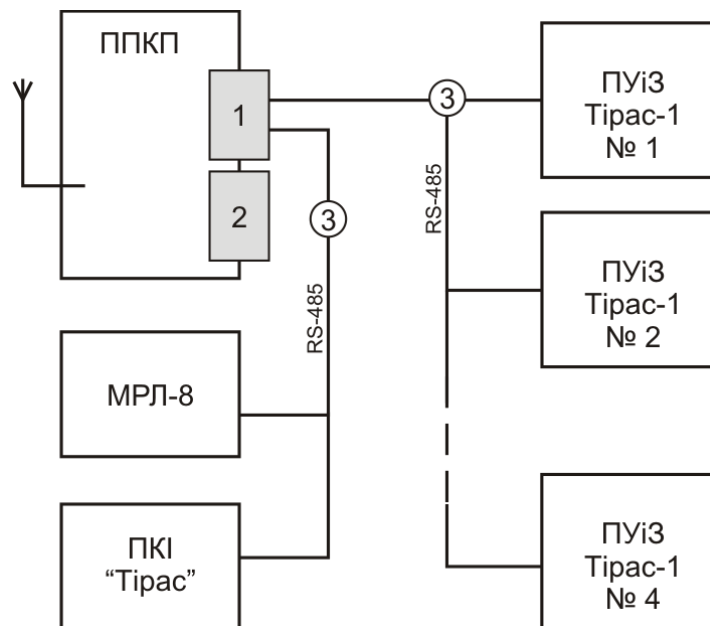 ППКП
1
2
3
3
RS-485
RS-485
ПУіЗ
Тірас-1
№ 1
ПУіЗ
Тірас-1
№ 2
МРЛ-8
ПКІ
“Тірас”
ПУіЗ
Тірас-1
№ 4